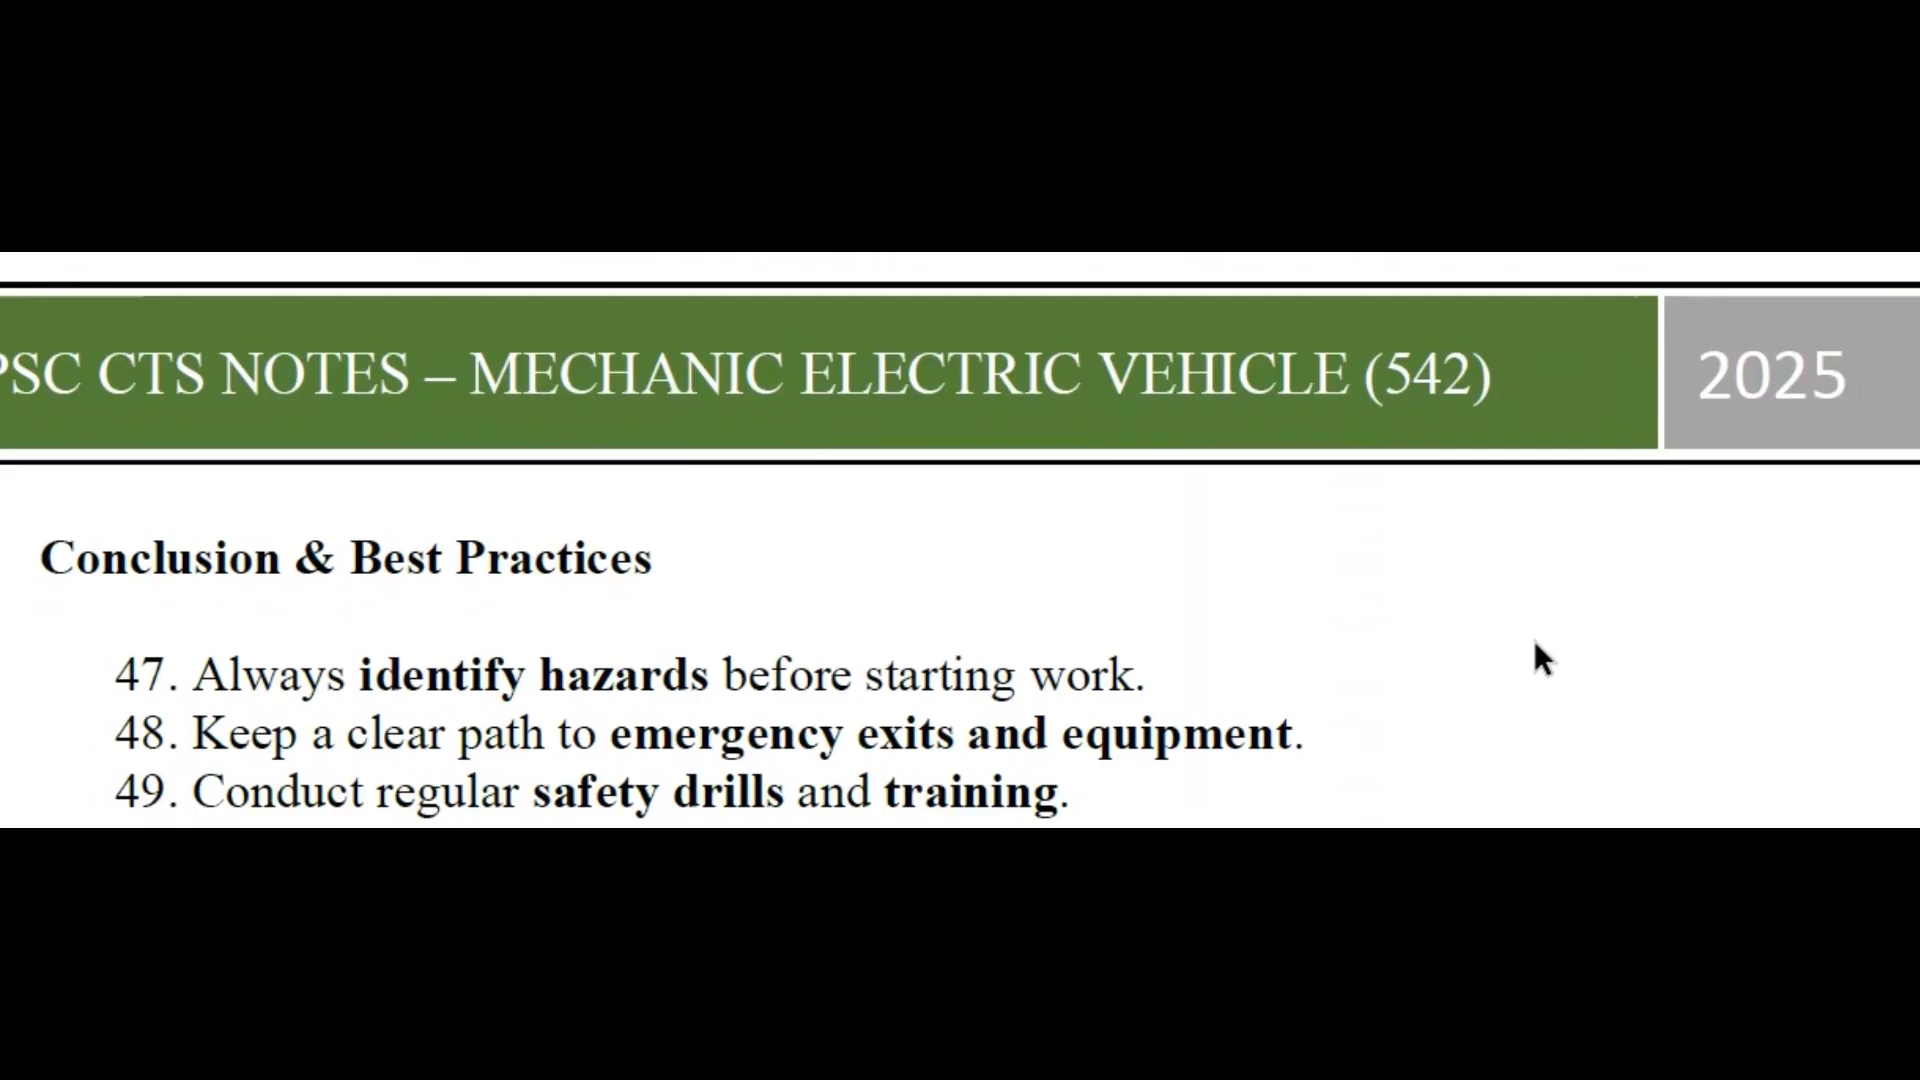 PSC CTS NOTES – MECHANIC ELECTRIC VEHICLE (542) 2025
Conclusion & Best Practices
47. Always identify hazards before starting work.
48. Keep a clear path to emergency exits and equipment.
49. Conduct regular safety drills and training.